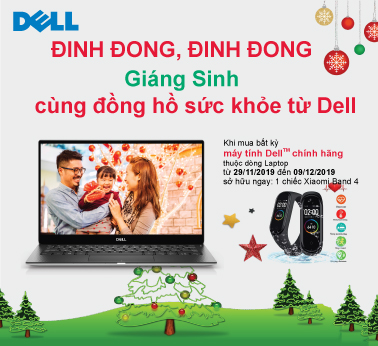 DELL
ĐINH ĐONG, ĐINH ĐONG
Giáng Sinh
cùng đồng hồ sức khỏe từ Dell
Khi mua bất kỳ
máy tính Dell™ chính hãng
thuộc dòng Laptop
từ 29/11/2019 đến 09/12/2019
sở hữu ngay: 1 chiếc Xiaomi Band 4
DELL